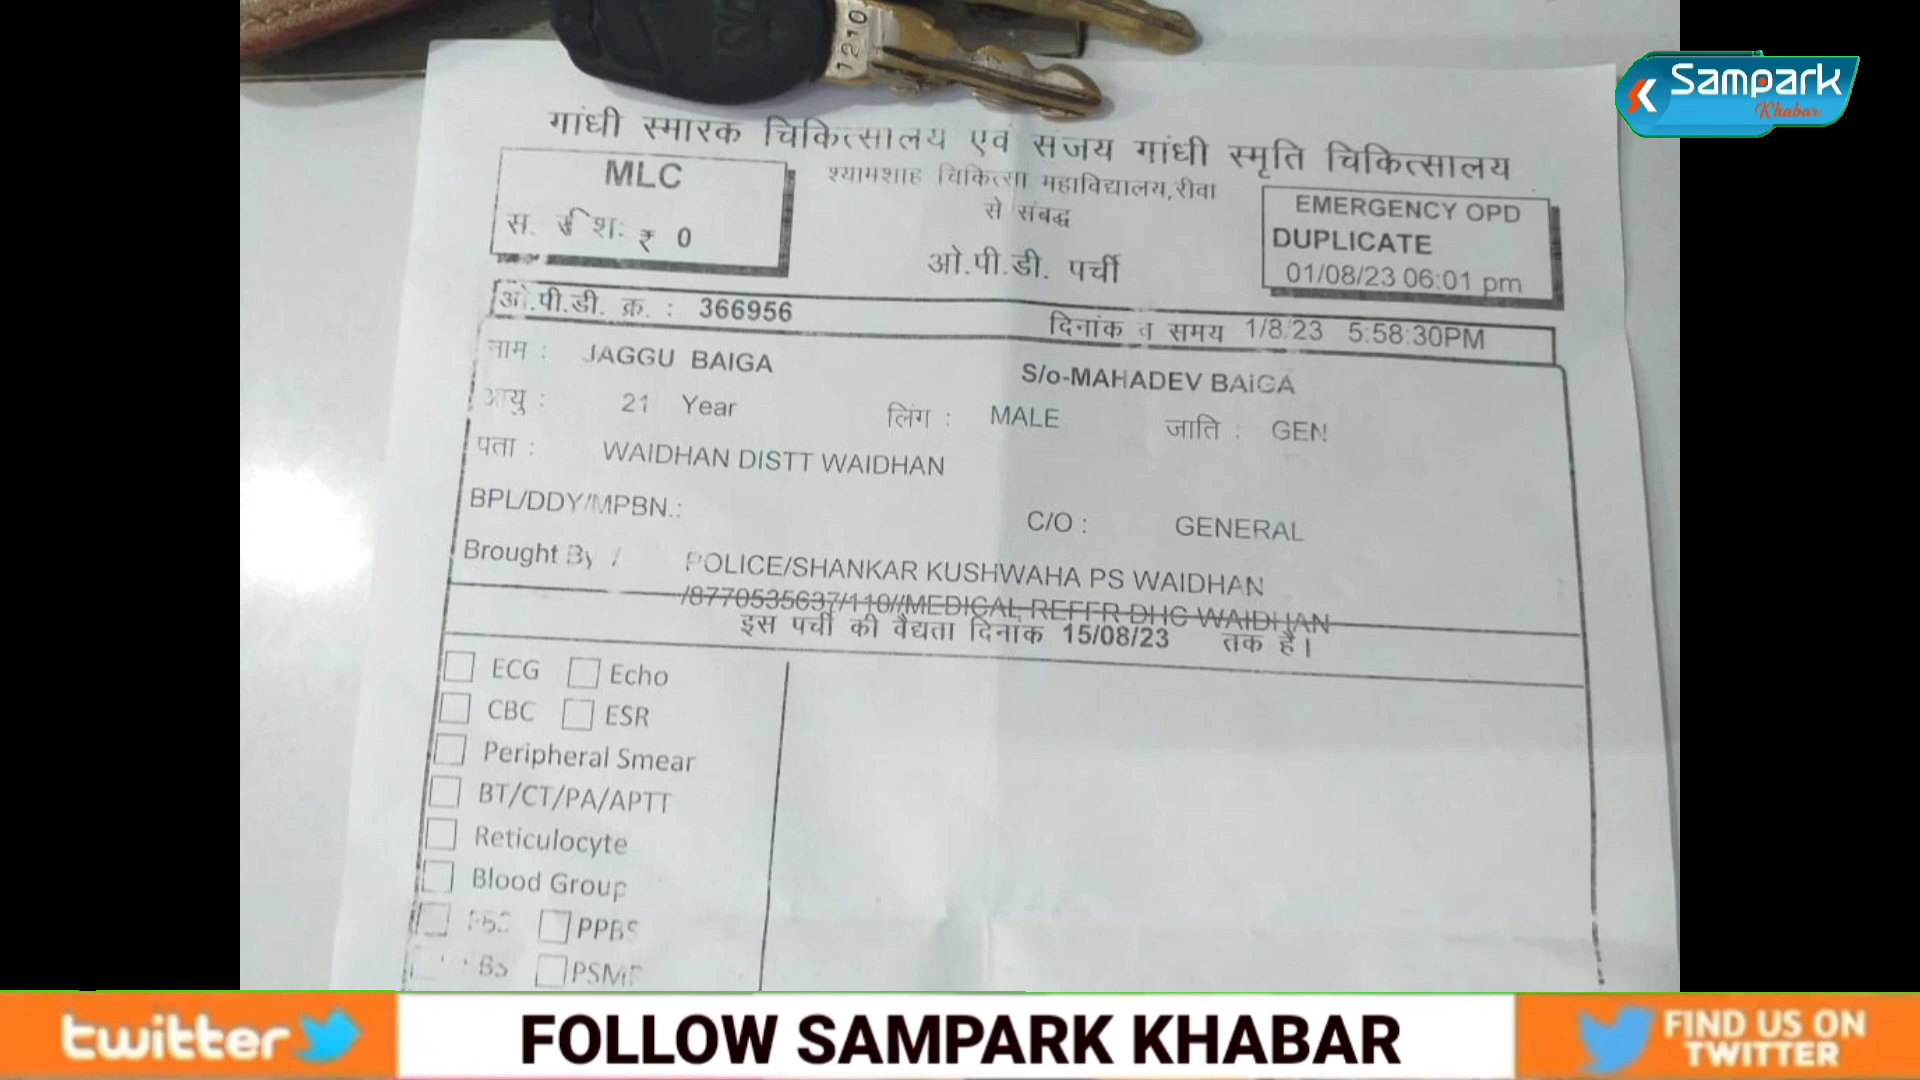 1210
Sampark
Khabar
गांधी स्मारक चिकित्सालय एवं संजय गांधी स्मृति चिकित्सालय
MLC
श्यामशाह चिकित्सा महाविद्यालय,रीवा
से संबद्ध
EMERGENCY OPD
DUPLICATE
01/08/23 06:01 pm
₹ 0
ओ.पी.डी. पर्ची
ओ.पी.डी. क्र. : 366956
दिनांक व समय 1/8/23 5:58:30PM
नाम : JAGGU BAIGA S/o-MAHADEV BAIGA
आयु : 21 Year लिंग : MALE जाति : GEN
पता : WAIDHAN DISTT WAIDHAN
BPL/DDY/MPBN.: C/O : GENERAL
Brought By / POLICE/SHANKAR KUSHWAHA PS WAIDHAN
/8770535637/110//MEDICAL REFFR DHC WAIDHAN
इस पर्ची की वैद्यता दिनांक 15/08/23 तक है।
ECG Echo
CBC ESR
Peripheral Smear
BT/CT/PA/APTT
Reticulocyte
Blood Group
PPBS
twitter FOLLOW SAMPARK KHABAR FIND US ON
TWITTER